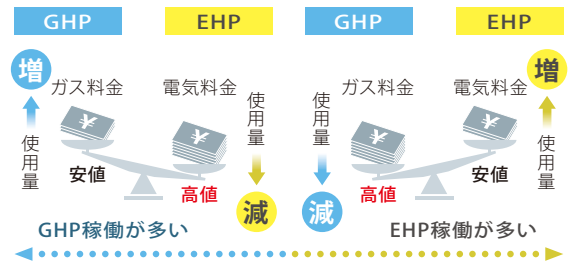 GHP
EHP
増
ガス料金
電気料金
使用量
使用量
¥
¥
安値
高値
減
GHP稼働が多い
GHP
EHP
増
ガス料金
電気料金
使用量
使用量
¥
¥
高値
安値
減
EHP稼働が多い